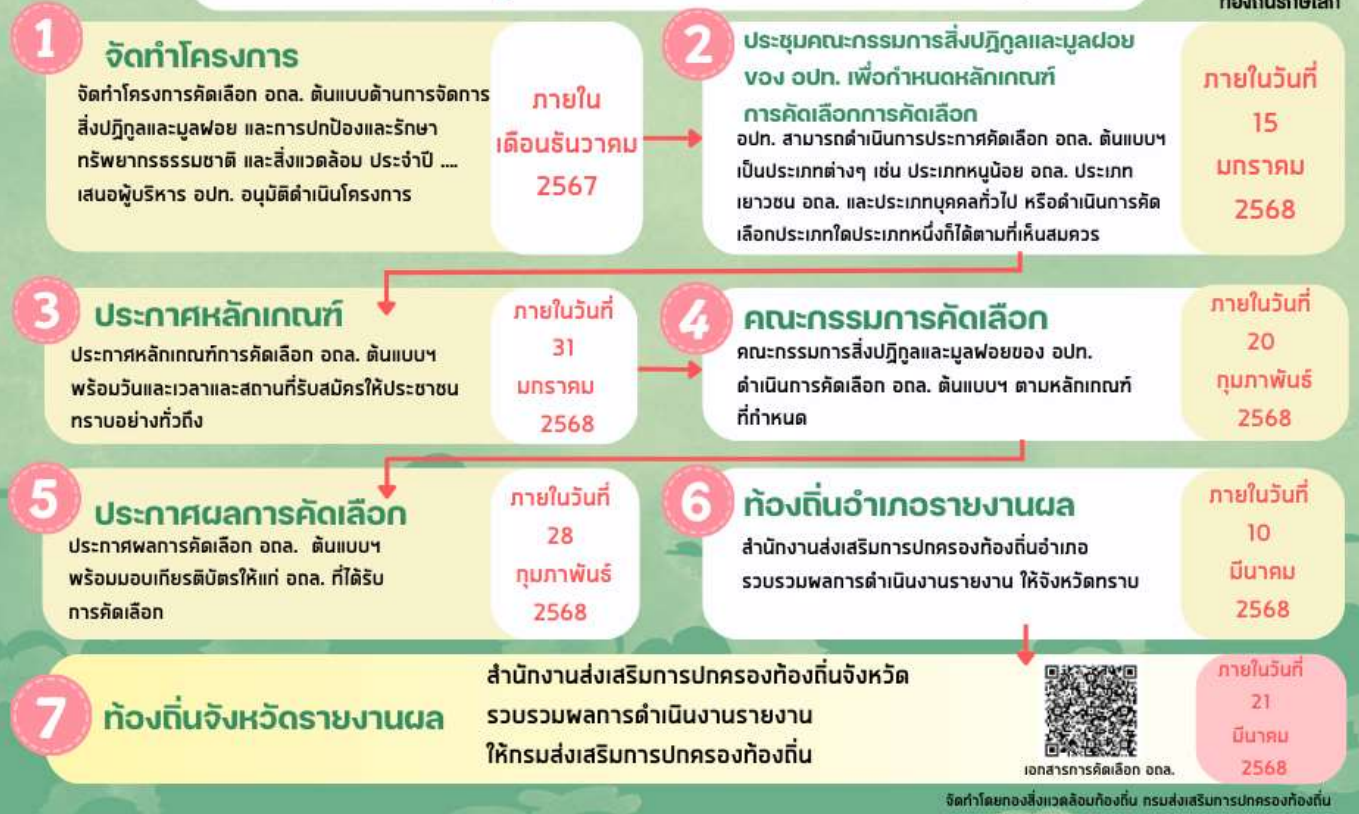 ท้องถิ่นรักษ์โลก
1
จัดทำโครงการ
จัดทำโครงการคัดเลือก อถล. ต้นแบบด้านการจัดการ
สิ่งปฏิกูลและมูลฝอย และการปกป้องและรักษา
ทรัพยากรธรรมชาติ และสิ่งแวดล้อม ประจำปี ....
เสนอผู้บริหาร อปท. อนุมัติดำเนินโครงการ
ภายใน
เดือนธันวาคม
2567
2
ประชุมคณะกรรมการสิ่งปฏิกูลและมูลฝอย
ของ อปท. เพื่อกำหนดหลักเกณฑ์
การคัดเลือกการคัดเลือก
อปท. สามารถดำเนินการประกาศคัดเลือก อถล. ต้นแบบฯ
เป็นประเภทต่างๆ เช่น ประเภทหนูน้อย อถล. ประเภท
เยาวชน อถล. และประเภทบุคคลทั่วไป หรือดำเนินการคัด
เลือกประเภทใดประเภทหนึ่งก็ได้ตามที่เห็นสมควร
ภายในวันที่
15
มกราคม
2568
3
ประกาศหลักเกณฑ์
ประกาศหลักเกณฑ์การคัดเลือก อถล. ต้นแบบฯ
พร้อมวันและเวลาและสถานที่รับสมัครให้ประชาชน
ทราบอย่างทั่วถึง
ภายในวันที่
31
มกราคม
2568
4
คณะกรรมการคัดเลือก
คณะกรรมการสิ่งปฏิกูลและมูลฝอยของ อปท.
ดำเนินการคัดเลือก อถล. ต้นแบบฯ ตามหลักเกณฑ์
ที่กำหนด
ภายในวันที่
20
กุมภาพันธ์
2568
5
ประกาศผลการคัดเลือก
ประกาศผลการคัดเลือก อถล. ต้นแบบฯ
พร้อมมอบเกียรติบัตรให้แก่ อถล. ที่ได้รับ
การคัดเลือก
ภายในวันที่
28
กุมภาพันธ์
2568
6
ท้องถิ่นอำเภอรายงานผล
สำนักงานส่งเสริมการปกครองท้องถิ่นอำเภอ
รวบรวมผลการดำเนินงานรายงาน ให้จังหวัดทราบ
ภายในวันที่
10
มีนาคม
2568
7
ท้องถิ่นจังหวัดรายงานผล
สำนักงานส่งเสริมการปกครองท้องถิ่นจังหวัด
รวบรวมผลการดำเนินงานรายงาน
ให้กรมส่งเสริมการปกครองท้องถิ่น
เอกสารการคัดเลือก อถล.
ภายในวันที่
21
มีนาคม
2568
จัดทำโดยกองสิ่งแวดล้อมท้องถิ่น กรมส่งเสริมการปกครองท้องถิ่น